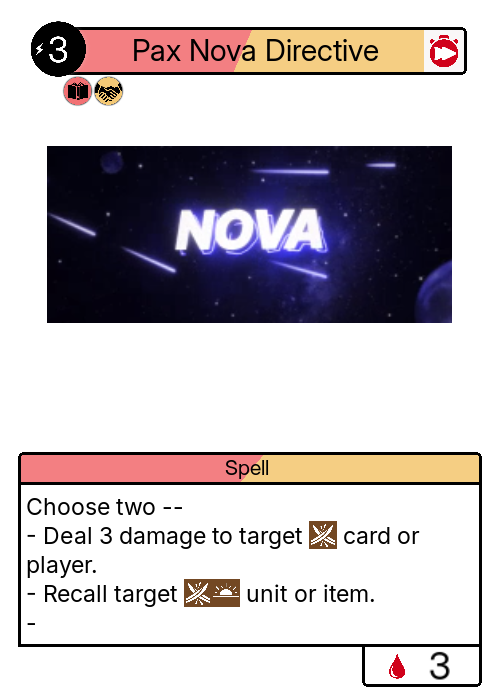 3
Pax Nova Directive
NOVA
Spell
Choose two --
- Deal 3 damage to target card or
player.
- Recall target unit or item.
-
3